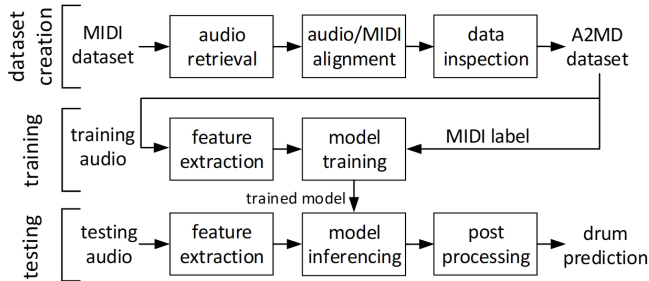 dataset
creation
MIDI
dataset
audio
retrieval
audio/MIDI
alignment
data
inspection
A2MD
dataset
training
training
audio
feature
extraction
model
training
MIDI label
trained model
testing
testing
audio
feature
extraction
model
inferencing
post
processing
drum
prediction